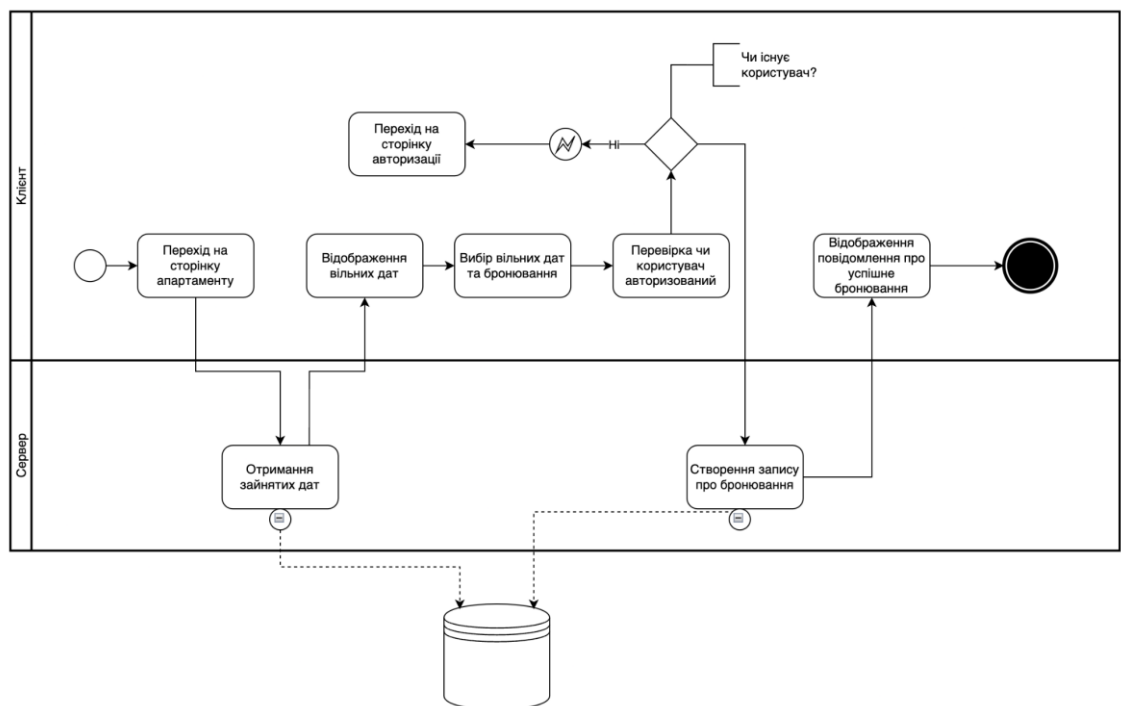 Клієнт
Чи існує
користувач?
Перехід на
сторінку
авторизації
Ні
Перехід на
сторінку
апартаменту
Відображення
вільних дат
Вибір вільних дат
та бронювання
Перевірка чи
користувач
авторизований
Відображення
повідомлення про
успішне
бронювання
Сервер
Отримання
зайнятих дат
Створення запису
про бронювання